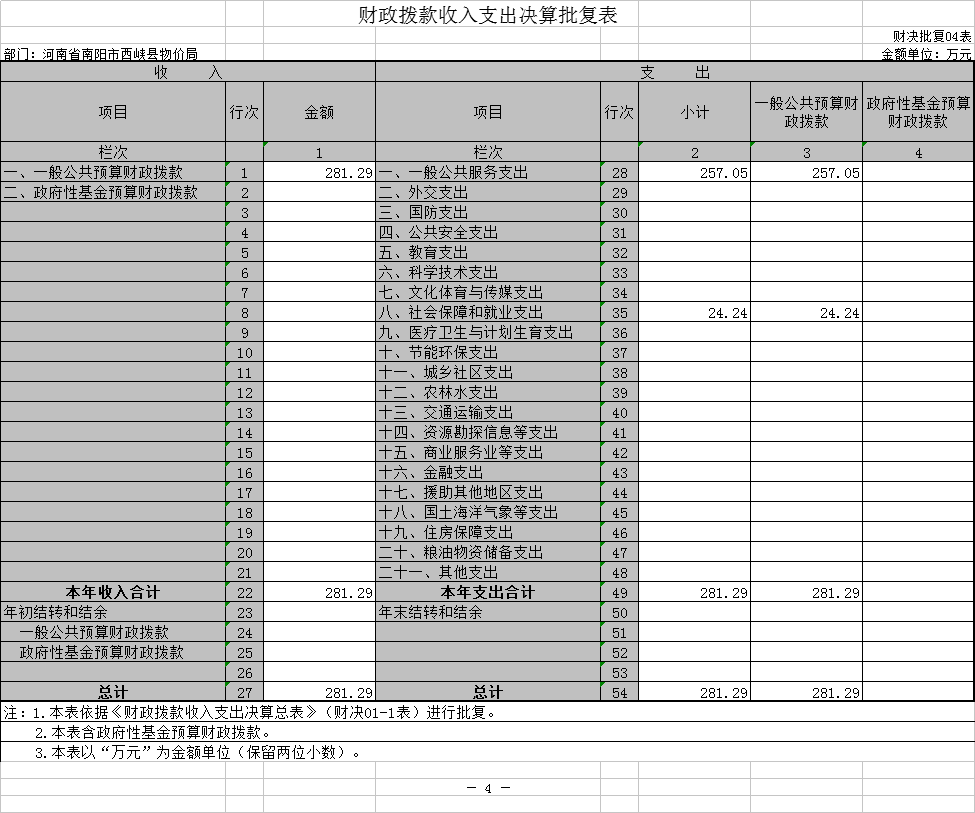 财政拨款收入支出决算批复表
财决批复04表
部门：河南省南阳市西峡县物价局 金额单位：万元
收 入 支 出
项目 行次 金额 项目 行次 小计 一般公共预算财政拨款 政府性基金预算财政拨款
栏次 1 栏次 2 3 4
一、一般公共预算财政拨款 1 281.29 一、一般公共服务支出 28 257.05 257.05
二、政府性基金预算财政拨款 2 二、外交支出 29
3 三、国防支出 30
4 四、公共安全支出 31
5 五、教育支出 32
6 六、科学技术支出 33
7 七、文化体育与传媒支出 34
8 八、社会保障和就业支出 35 24.24 24.24
9 九、医疗卫生与计划生育支出 36
10 十、节能环保支出 37
11 十一、城乡社区支出 38
12 十二、农林水支出 39
13 十三、交通运输支出 40
14 十四、资源勘探信息等支出 41
15 十五、商业服务业等支出 42
16 十六、金融支出 43
17 十七、援助其他地区支出 44
18 十八、国土海洋气象等支出 45
19 十九、住房保障支出 46
20 二十、粮油物资储备支出 47
21 二十一、其他支出 48
本年收入合计 22 281.29 本年支出合计 49 281.29 281.29
年初结转和结余 23 年末结转和结余 50
一般公共预算财政拨款 24 51
政府性基金预算财政拨款 25 52
26 53
总计 27 281.29 总计 54 281.29 281.29
注：1.本表依据《财政拨款收入支出决算总表》（财决01-1表）进行批复。
2.本表含政府性基金预算财政拨款。
3.本表以“万元”为金额单位（保留两位小数）。
— 4 —